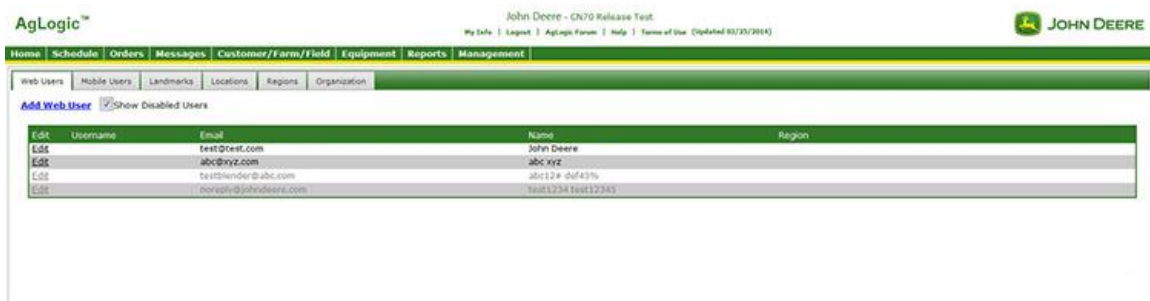 AgLogic™
John Deere - CN70 Release Test
My Info | Logout | AgLogic Forum | Help | Terms of Use (Updated 03/25/2014)
JOHN DEERE
Home Schedule Orders Messages Customer/Farm/Field Equipment Reports Management
Web Users Mobile Users Landmarks Locations Regions Organization
Add Web User Show Disabled Users
Edit Username Email Name Region
Edit test@test.com John Deere
Edit abc@xyz.com abc xyz
Edit testblender@abc.com abc12# def45%
Edit noreply@johndeere.com test1234 test12345